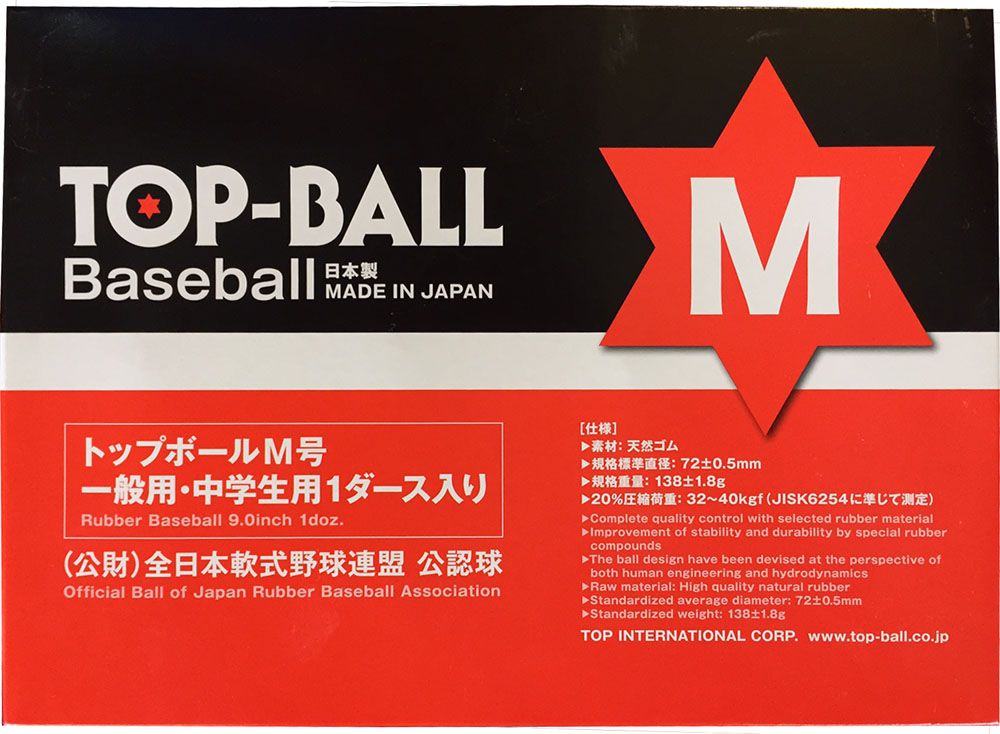 TOP-BALL
Baseball 日本製
MADE IN JAPAN
M
トップボールM号
一般用・中学生用1ダース入り
Rubber Baseball 9.0inch 1doz.
(公財)全日本軟式野球連盟 公認球
Official Ball of Japan Rubber Baseball Association
[仕様]
▶素材: 天然ゴム
▶規格標準直径: 72±0.5mm
▶規格重量: 138±1.8g
▶20%圧縮荷重: 32〜40kgf(JISK6254に準じて測定)
▶Complete quality control with selected rubber material
▶Improvement of stability and durability by special rubber
compounds
▶The ball design have been devised at the perspective of
both human engineering and hydrodynamics
▶Raw material: High quality natural rubber
▶Standardized average diameter: 72±0.5mm
▶Standardized weight: 138±1.8g
TOP INTERNATIONAL CORP. www.top-ball.co.jp